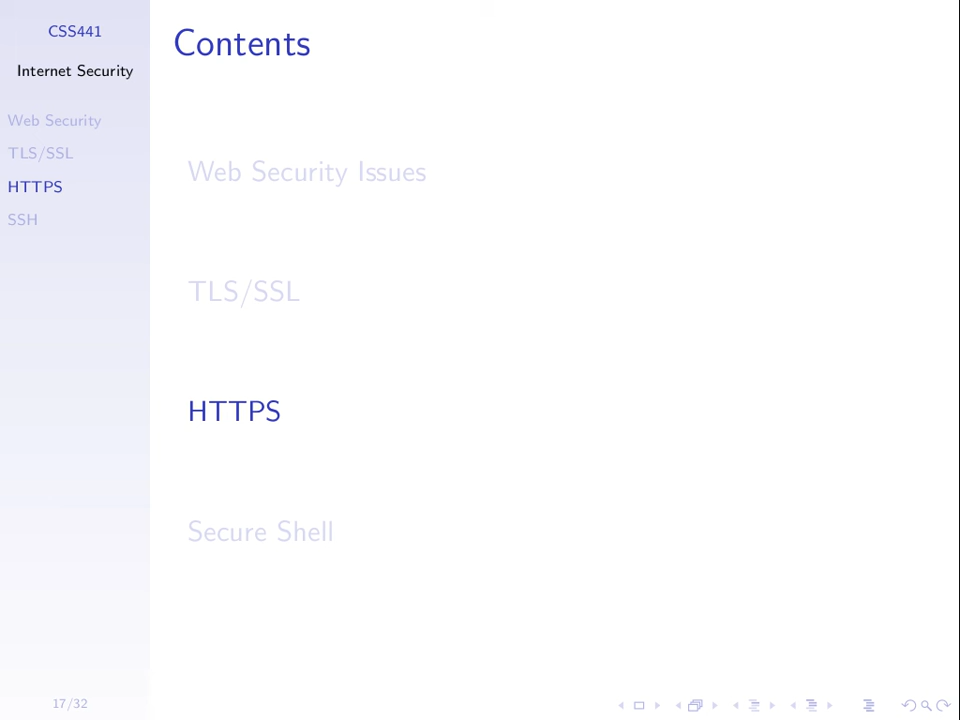 CSS441
Internet Security
Web Security
TLS/SSL
HTTPS
SSH
Contents
Web Security Issues
TLS/SSL
HTTPS
Secure Shell
17/32